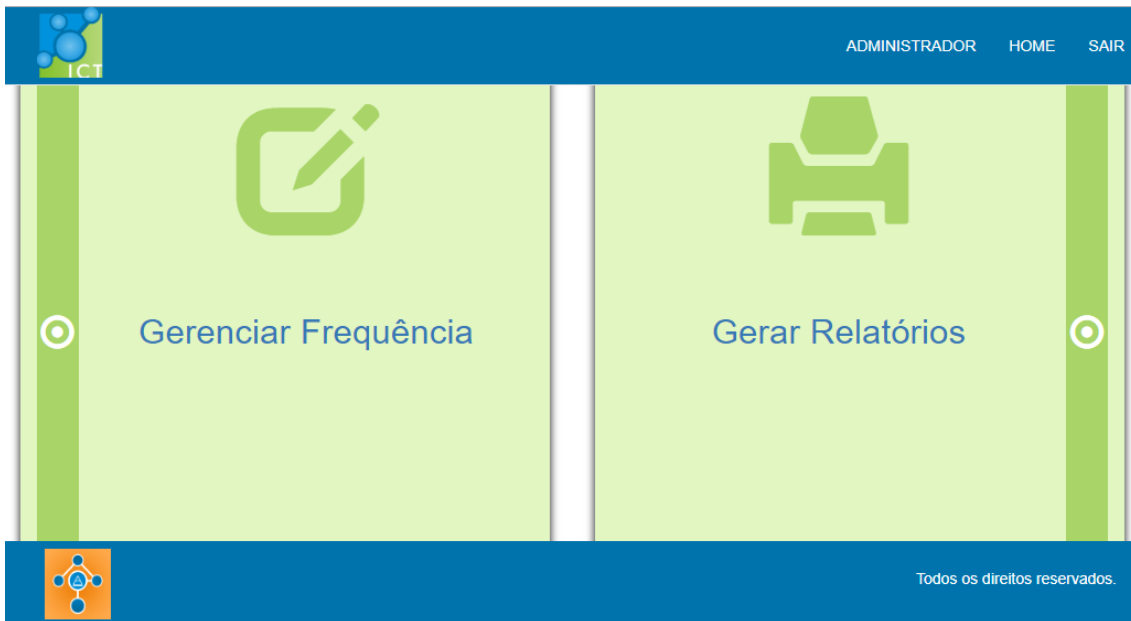 ICT
ADMINISTRADOR HOME SAIR
Gerenciar Frequência
Gerar Relatórios
Todos os direitos reservados.